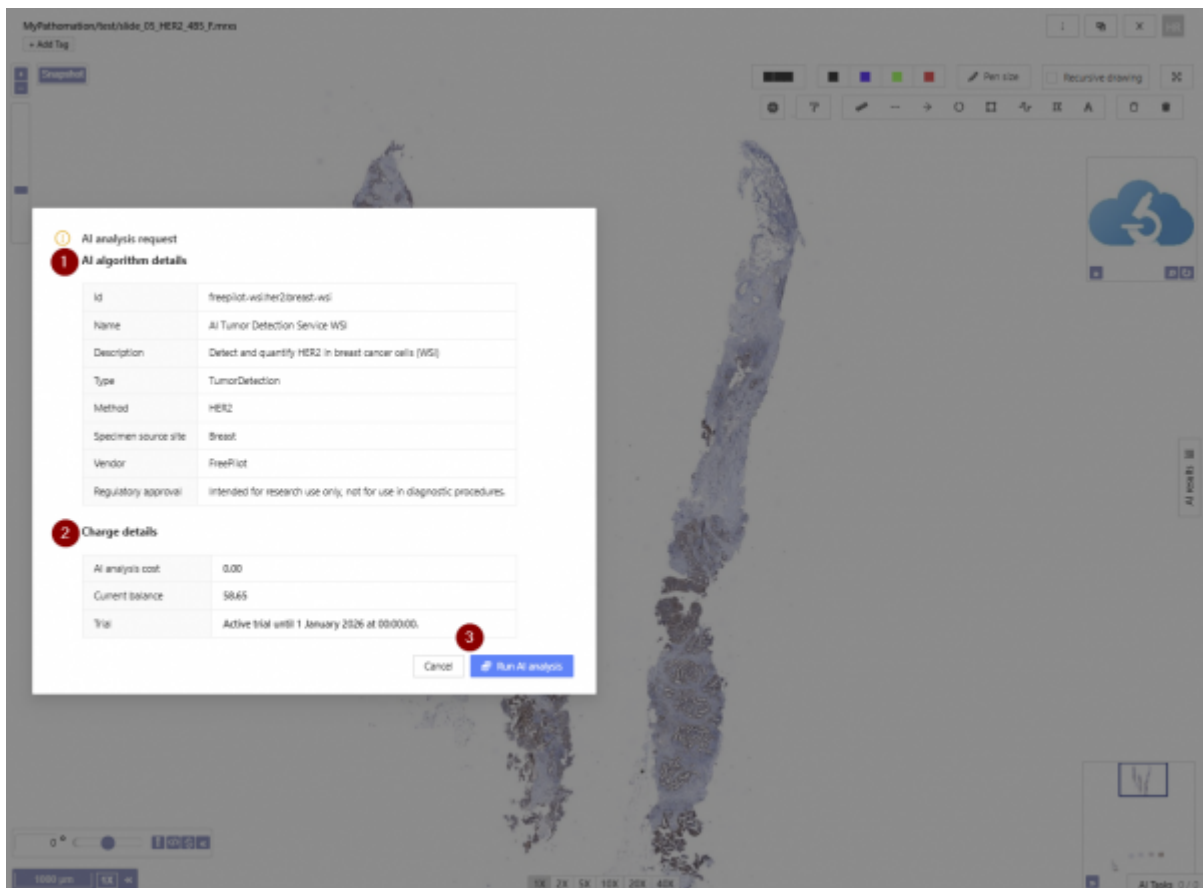 MyPathomation/test/slide_05_HER2_4B5_F.mrxs
+ Add Tag
Snapshot
Pen size
Recursive drawing
AI analysis request
1 AI algorithm details
Id freepilot-wsi:her2:breast-wsi
Name AI Tumor Detection Service WSI
Description Detect and quantify HER2 in breast cancer cells (WSI)
Type TumorDetection
Method HER2
Specimen source site Breast
Vendor FreePilot
Regulatory approval Intended for research use only, not for use in diagnostic procedures.
2 Charge details
AI analysis cost 0.00
Current balance 58.65
Trial Active trial until 1 January 2026 at 00:00:00.
3
Cancel Run AI analysis
0°
1000 µm 1X
1X 2X 5X 10X 20X 40X
AI Tasks